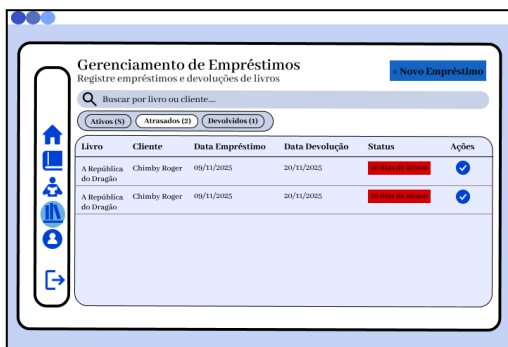 Gerenciamento de Empréstimos
Registre empréstimos e devoluções de livros
+ Novo Empréstimo
Buscar por livro ou cliente....
Ativos (8) Atrasados (2) Devolvidos (1)
Livro Cliente Data Empréstimo Data Devolução Status Ações
A República Chimby Roger 09/11/2025 20/11/2025 10 dias de atraso
do Dragão
A República Chimby Roger 09/11/2025 20/11/2025 10 dias de atraso
do Dragão